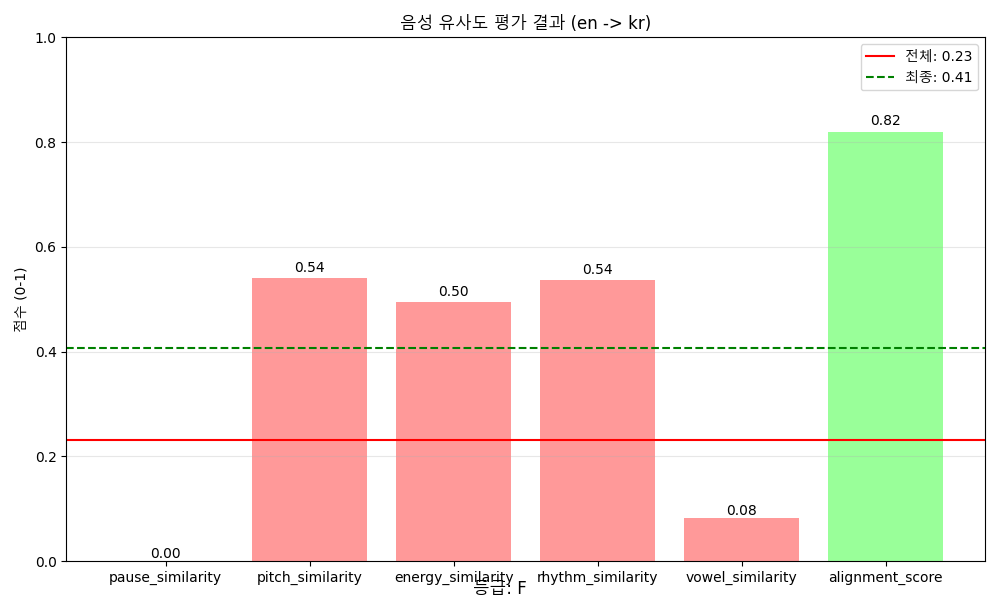 음성 유사도 평가 결과 (en -> kr)
전체: 0.23
최종: 0.41
점수 (0-1)
1.0
0.8
0.6
0.4
0.2
0.0
0.00
0.54
0.50
0.54
0.08
0.82
pause_similarity
pitch_similarity
energy_similarity
rhythm_similarity
vowel_similarity
alignment_score
등급: F